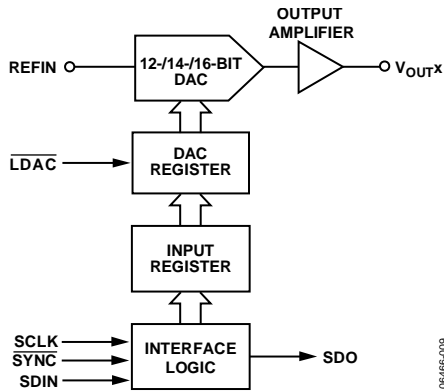 OUTPUT
AMPLIFIER
REFIN
12-/14-/16-BIT
DAC
VOUTx
LDAC
DAC
REGISTER
INPUT
REGISTER
SCLK
SYNC
SDIN
INTERFACE
LOGIC
SDO
06466-009